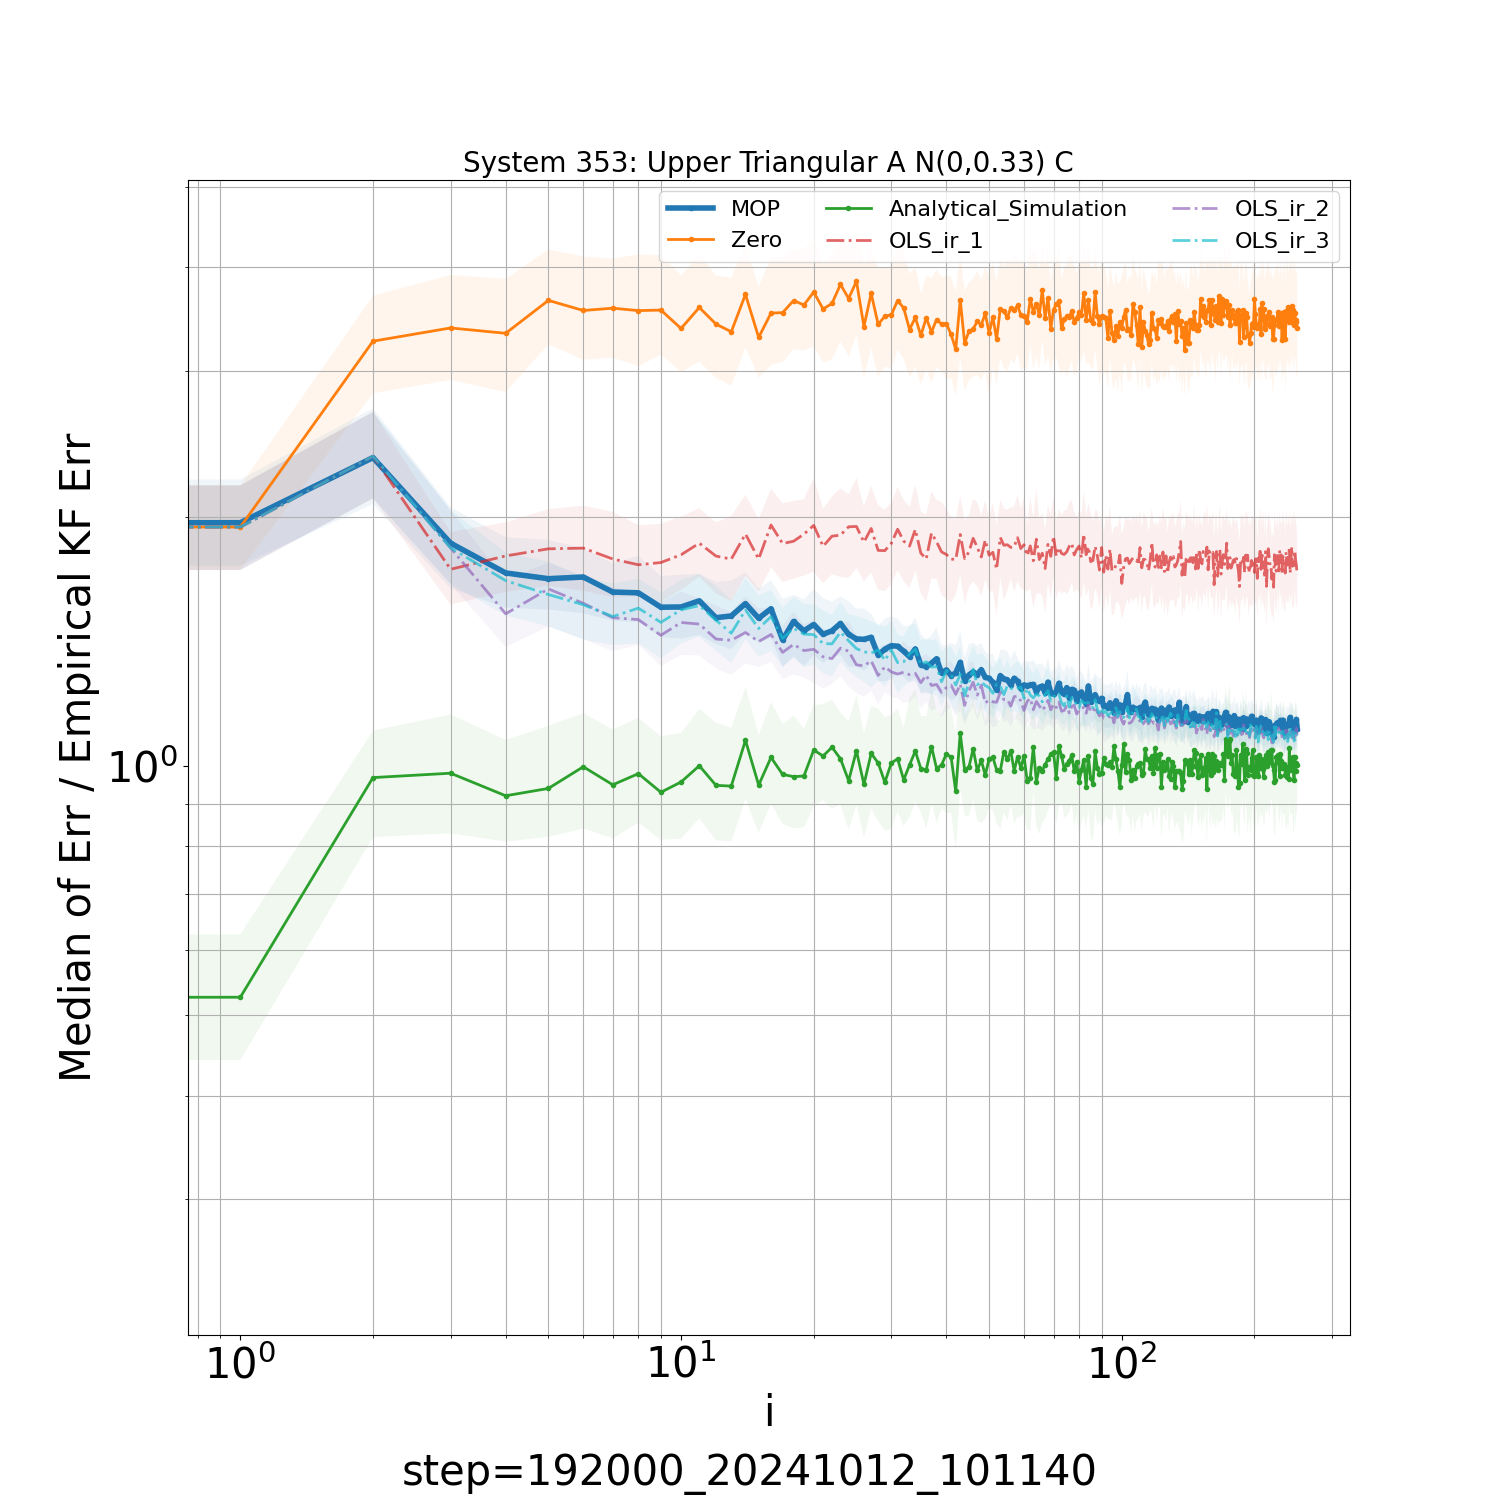 System 353: Upper Triangular A N(0,0.33) C
MOP
Zero
Analytical_Simulation
OLS_ir_1
OLS_ir_2
OLS_ir_3
Median of Err / Empirical KF Err
10⁰
10⁰
10¹
10²
i
step=192000_20241012_101140